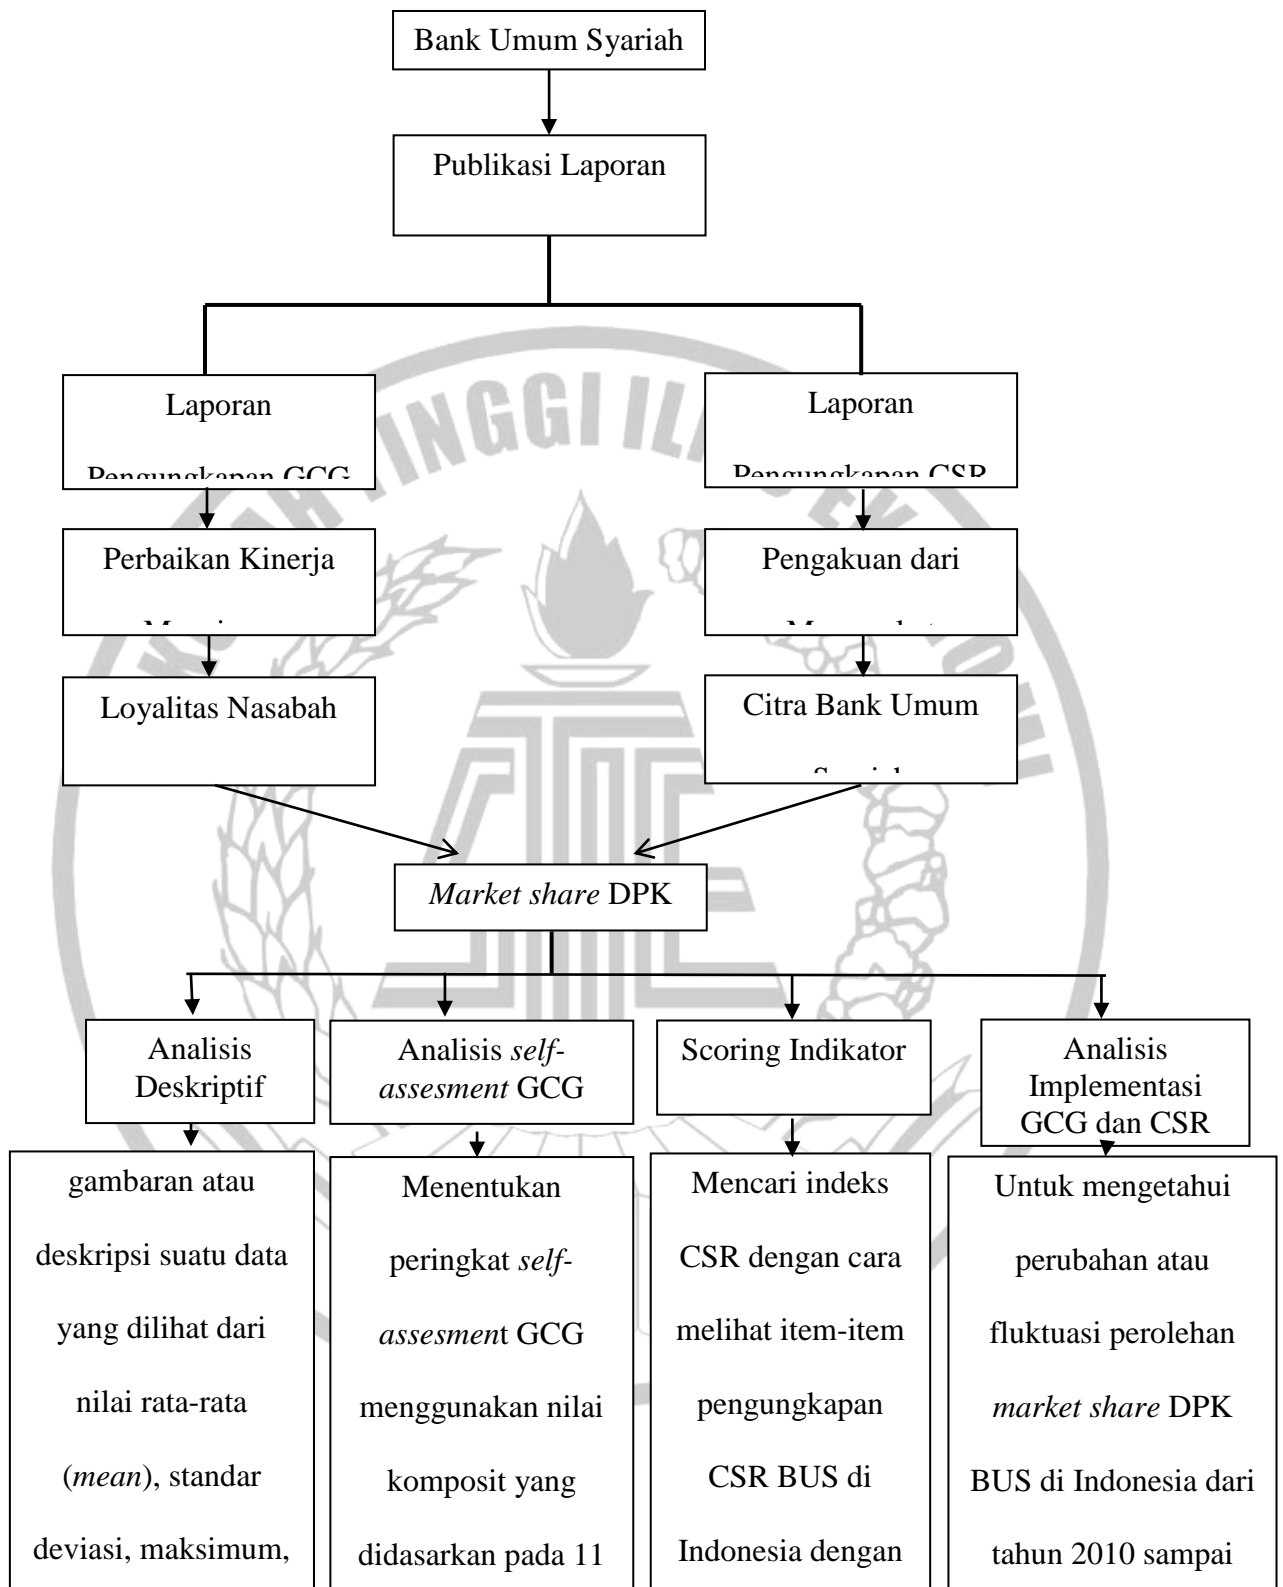 Bank Umum Syariah
Publikasi Laporan
Laporan
Pengungkapan GCG
Laporan
Pengungkapan CSR
Perbaikan Kinerja
Pengakuan dari
Loyalitas Nasabah
Citra Bank Umum
Market share DPK
Analisis
Deskriptif
Analisis self-
assesment GCG
Scoring Indikator
Analisis
Implementasi
GCG dan CSR
gambaran atau
deskripsi suatu data
yang dilihat dari
nilai rata-rata
(mean), standar
deviasi, maksimum,
Menentukan
peringkat self-
assesment GCG
menggunakan nilai
komposit yang
didasarkan pada 11
Mencari indeks
CSR dengan cara
melihat item-item
pengungkapan
CSR BUS di
Indonesia dengan
Untuk mengetahui
perubahan atau
fluktuasi perolehan
market share DPK
BUS di Indonesia dari
tahun 2010 sampai